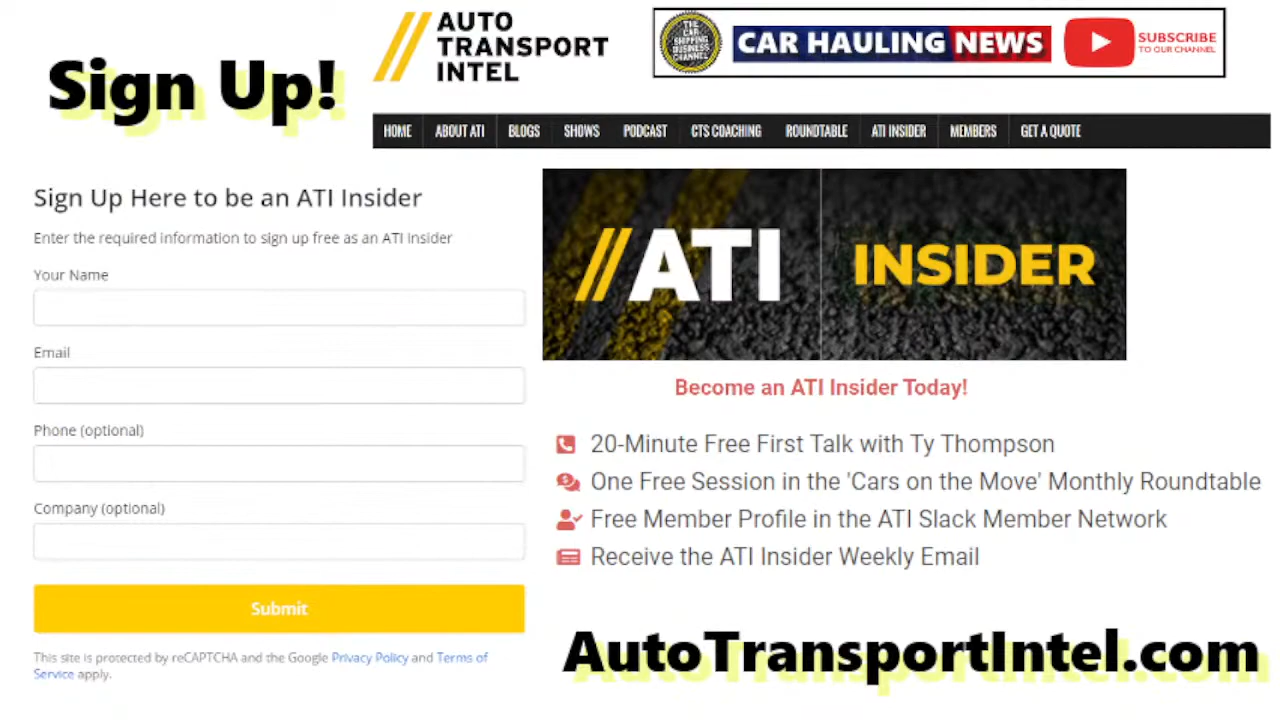 Sign Up!
AUTO
TRANSPORT
INTEL
THE
CAR
SHIPPING
BUSINESS
CHANNEL
CAR HAULING NEWS
SUBSCRIBE
TO OUR CHANNEL
HOME ABOUT ATI BLOGS SHOWS PODCAST CTS COACHING ROUNDTABLE ATI INSIDER MEMBERS GET A QUOTE
Sign Up Here to be an ATI Insider
Enter the required information to sign up free as an ATI Insider
Your Name
Email
Phone (optional)
Company (optional)
Submit
This site is protected by reCAPTCHA and the Google Privacy Policy and Terms of
Service apply.
//ATI INSIDER
Become an ATI Insider Today!
20-Minute Free First Talk with Ty Thompson
One Free Session in the 'Cars on the Move' Monthly Roundtable
Free Member Profile in the ATI Slack Member Network
Receive the ATI Insider Weekly Email
AutoTransportIntel.com